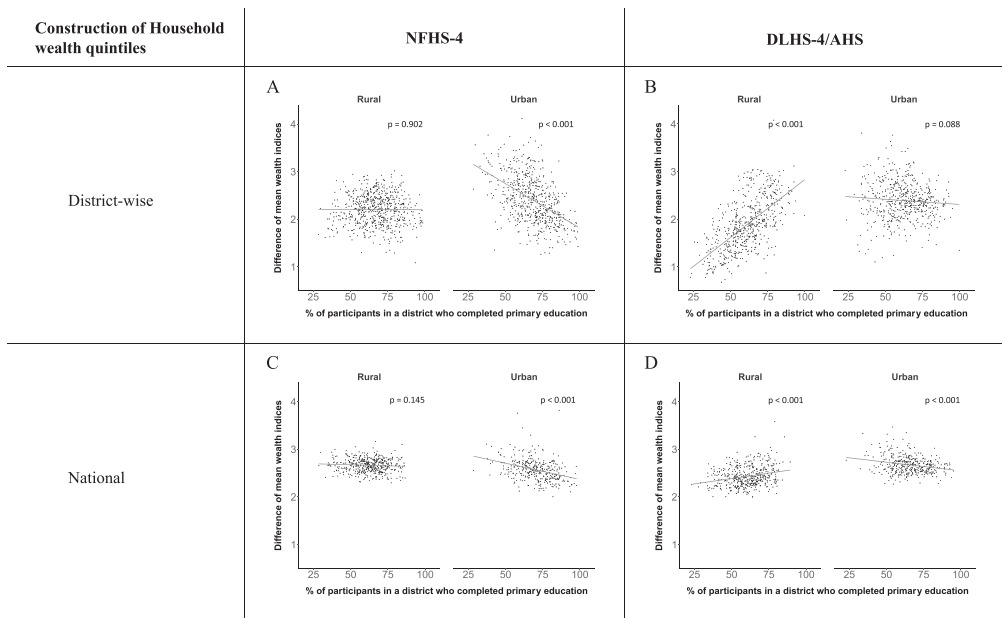 Construction of Household
wealth quintiles
NFHS-4
DLHS-4/AHS
District-wise
A
Rural
Urban
p = 0.902
p < 0.001
Difference of mean wealth indices
4
3
2
1
25 50 75 100 25 50 75 100
% of participants in a district who completed primary education
B
Rural
Urban
p < 0.001
p = 0.088
Difference of mean wealth indices
4
3
2
1
25 50 75 100 25 50 75 100
% of participants in a district who completed primary education
National
C
Rural
Urban
p = 0.145
p < 0.001
Difference of mean wealth indices
4
3
2
1
25 50 75 100 25 50 75 100
% of participants in a district who completed primary education
D
Rural
Urban
p < 0.001
p < 0.001
Difference of mean wealth indices
4
3
2
1
25 50 75 100 25 50 75 100
% of participants in a district who completed primary education